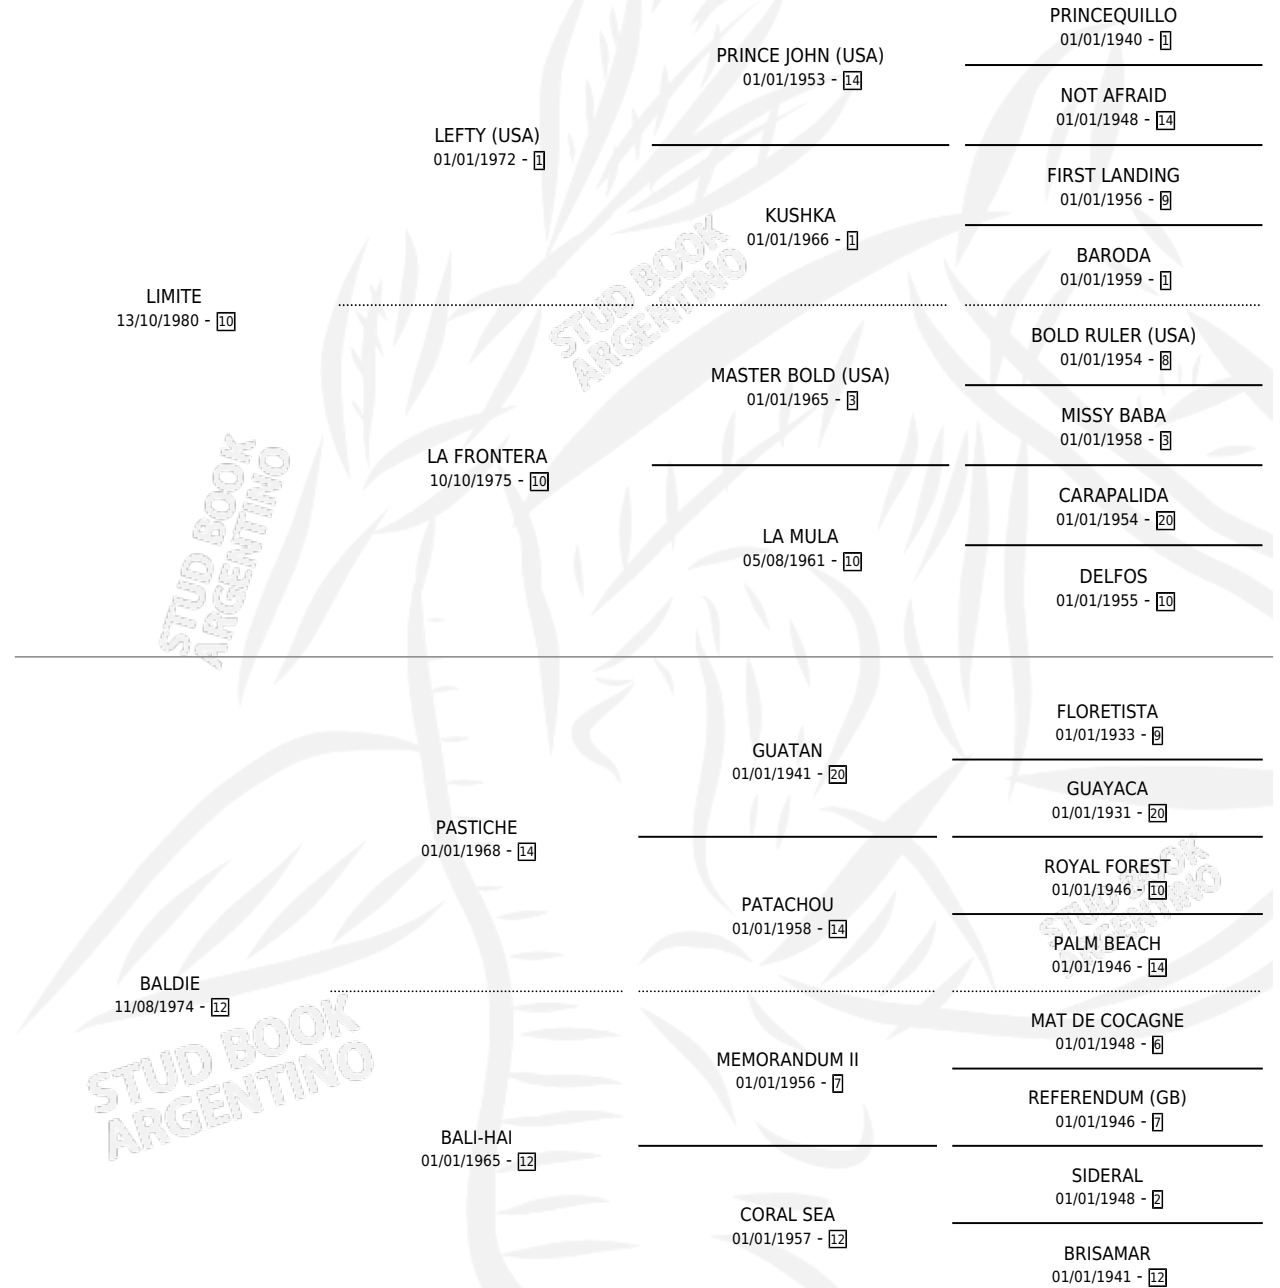 PRINCEQUILLO
01/01/1940 - 1
PRINCE JOHN (USA)
01/01/1953 - 14
NOT AFRAID
01/01/1948 - 14
LEFTY (USA)
01/01/1972 - 1
FIRST LANDING
01/01/1956 - 9
KUSHKA
01/01/1966 - 1
BARODA
01/01/1959 - 1
LIMITE
13/10/1980 - 10
BOLD RULER (USA)
01/01/1954 - 8
MASTER BOLD (USA)
01/01/1965 - 3
MISSY BABA
01/01/1958 - 3
LA FRONTERA
10/10/1975 - 10
CARAPALIDA
01/01/1954 - 20
LA MULA
05/08/1961 - 10
DELFOS
01/01/1955 - 10
FLORETISTA
01/01/1933 - 9
GUATAN
01/01/1941 - 20
GUAYACA
01/01/1931 - 20
PASTICHE
01/01/1968 - 14
ROYAL FOREST
01/01/1946 - 10
PATACHOU
01/01/1958 - 14
PALM BEACH
01/01/1946 - 14
BALDIE
11/08/1974 - 12
MAT DE COCAGNE
01/01/1948 - 6
MEMORANDUM II
01/01/1956 - 7
REFERENDUM (GB)
01/01/1946 - 7
BALI-HAI
01/01/1965 - 12
SIDERAL
01/01/1948 - 2
CORAL SEA
01/01/1957 - 12
BRISAMAR
01/01/1941 - 12
STUD BOOK
ARGENTINO
STUD BOOK
ARGENTINO
STUD BOOK
ARGENTINO
STUD BOOK
ARGENTINO